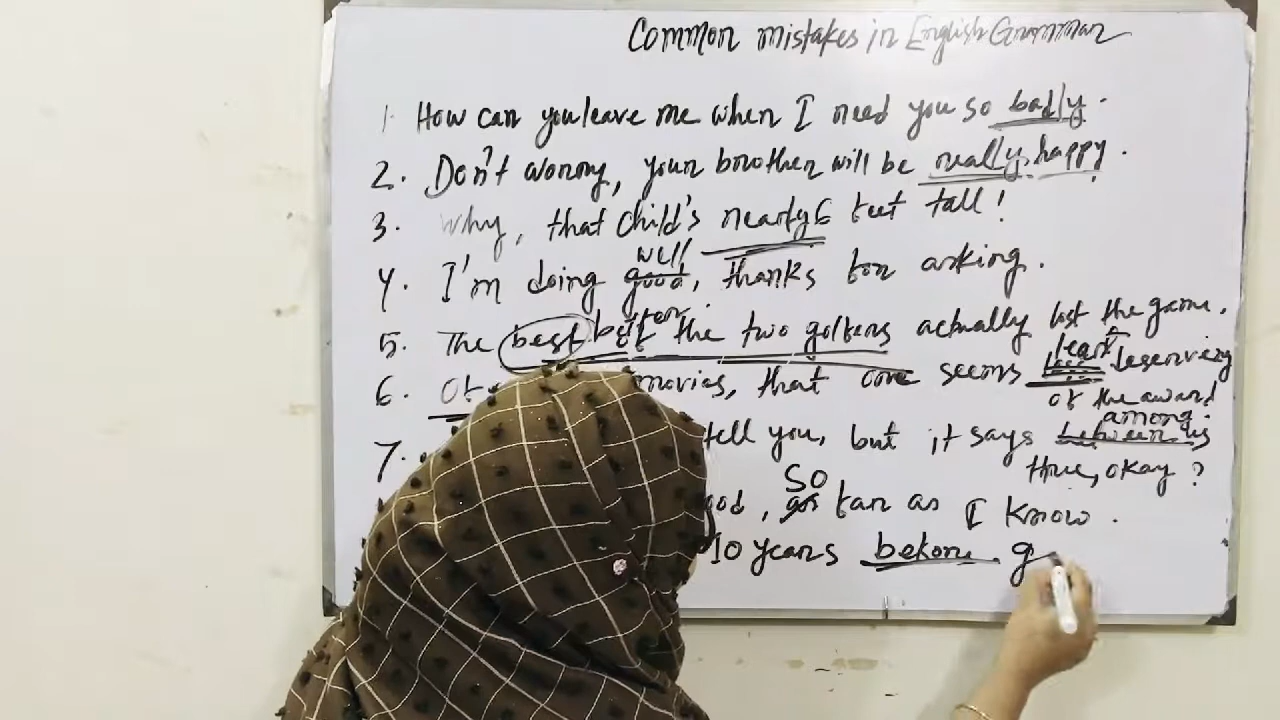 Common mistakes in English Grammar
1. How can you leave me when I need you so badly.
2. Don't worry, your brother will be really happy.
3. Why, that child's nearly 6 feet tall!
well
4. I'm doing good, thanks for asking.
5. The best better of the two golfers actually lost the game.
least
6. Of movies, that one seems less deserving
of the award
among.
7. tell you, but it says between us
three, okay?
so
as far as I know.
10 years before g